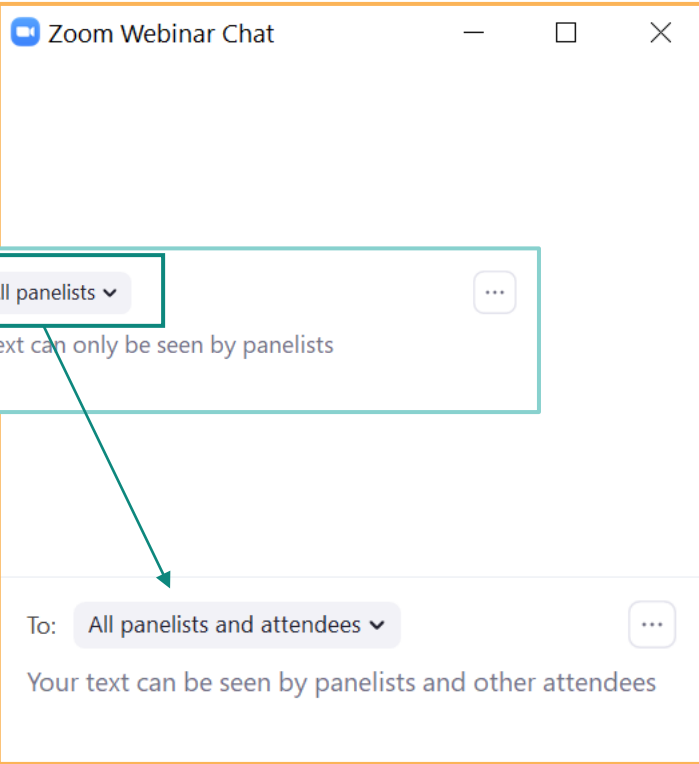 Zoom Webinar Chat
ll panelists
ext can only be seen by panelists
To: All panelists and attendees
Your text can be seen by panelists and other attendees